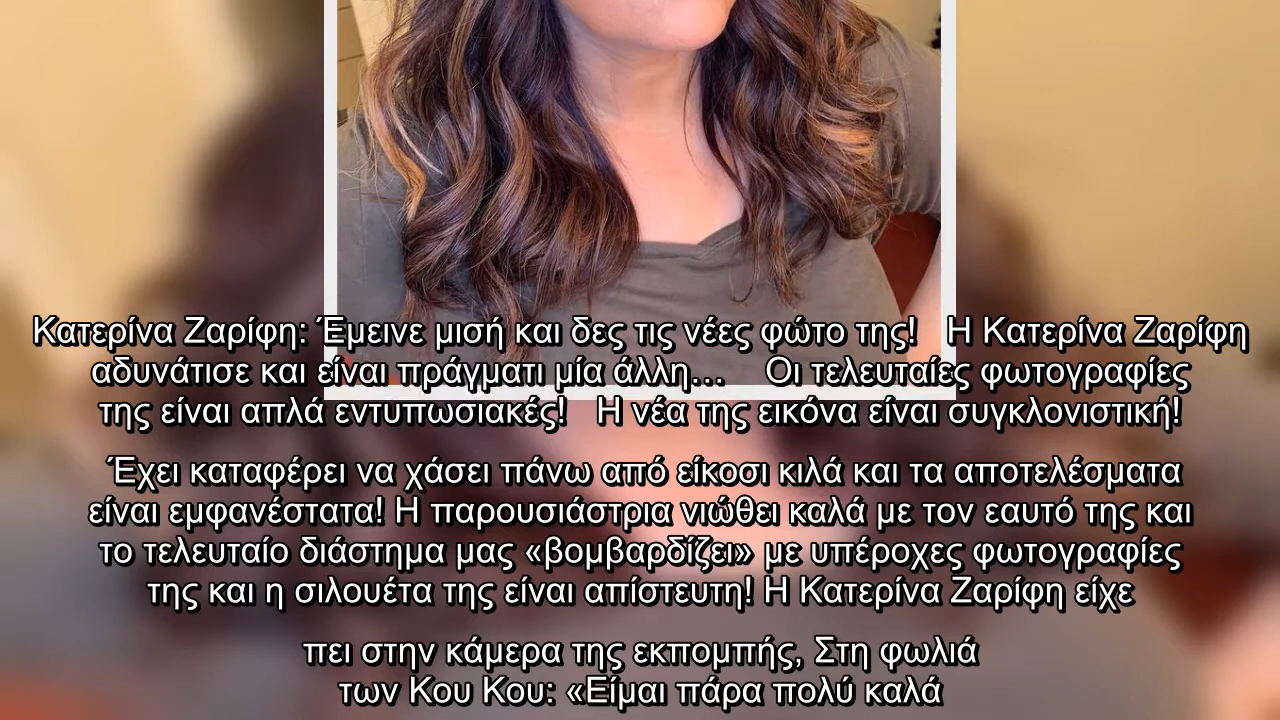 Κατερίνα Ζαρίφη: Έμεινε μισή και δες τις νέες φώτο της! Η Κατερίνα Ζαρίφη
αδυνάτισε και είναι πράγματι μία άλλη… Οι τελευταίες φωτογραφίες
της είναι απλά εντυπωσιακές! Η νέα της εικόνα είναι συγκλονιστική!
Έχει καταφέρει να χάσει πάνω από είκοσι κιλά και τα αποτελέσματα
είναι εμφανέστατα! Η παρουσιάστρια νιώθει καλά με τον εαυτό της και
το τελευταίο διάστημα μας «βομβαρδίζει» με υπέροχες φωτογραφίες
της και η σιλουέτα της είναι απίστευτη! Η Κατερίνα Ζαρίφη είχε
πει στην κάμερα της εκπομπής, Στη φωλιά
των Κου Κου: «Είμαι πάρα πολύ καλά